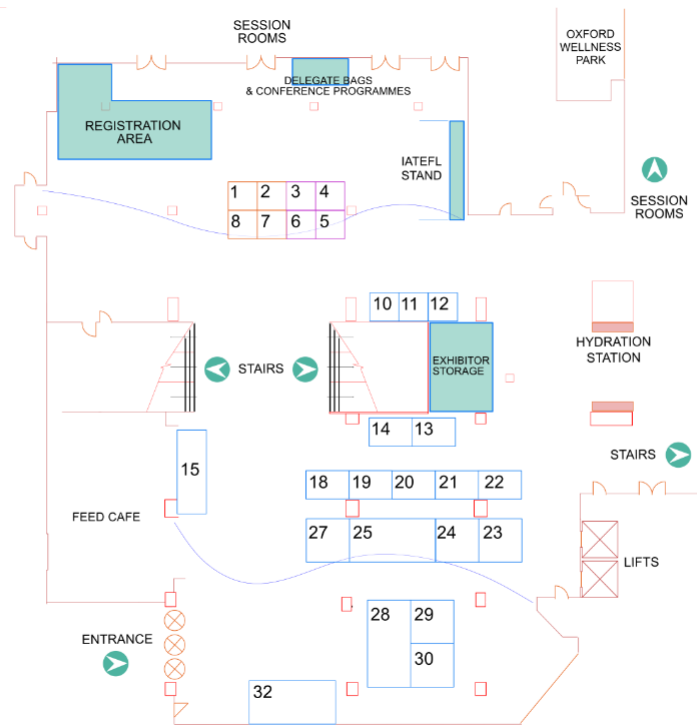 SESSION
ROOMS
OXFORD
WELLNESS
PARK
DELEGATE BAGS
& CONFERENCE PROGRAMMES
REGISTRATION
AREA
IATEFL
STAND
SESSION
ROOMS
1 2 3 4
8 7 6 5
10 11 12
HYDRATION
STATION
STAIRS
EXHIBITOR
STORAGE
14 13
15
STAIRS
18 19 20 21 22
FEED CAFE
27 25 24 23
LIFTS
28 29
30
ENTRANCE
32